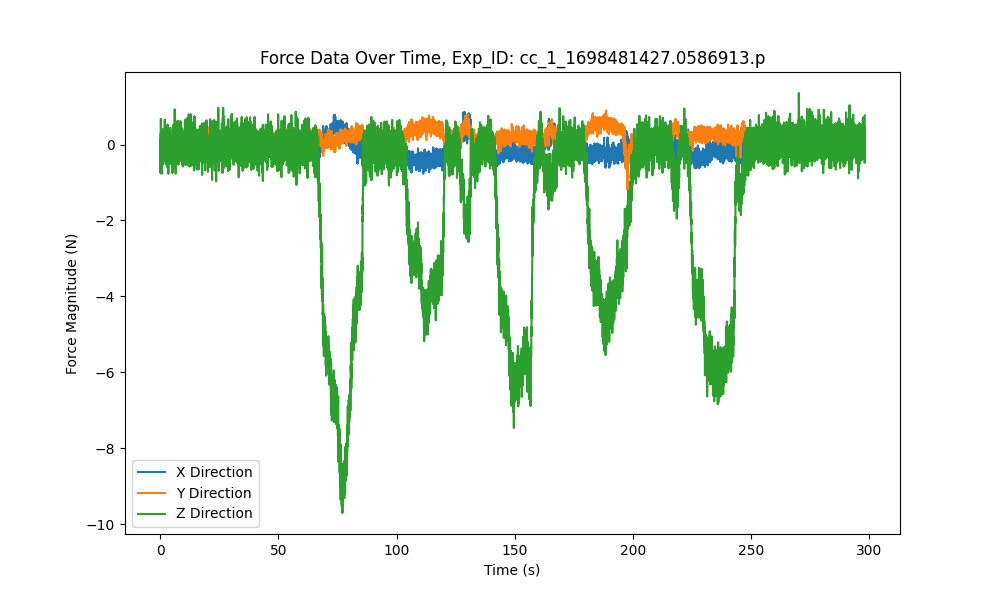 Force Data Over Time, Exp_ID: cc_1_1698481427.0586913.p
Force Magnitude (N)
0
−2
−4
−6
−8
−10
X Direction
Y Direction
Z Direction
0 50 100 150 200 250 300
Time (s)